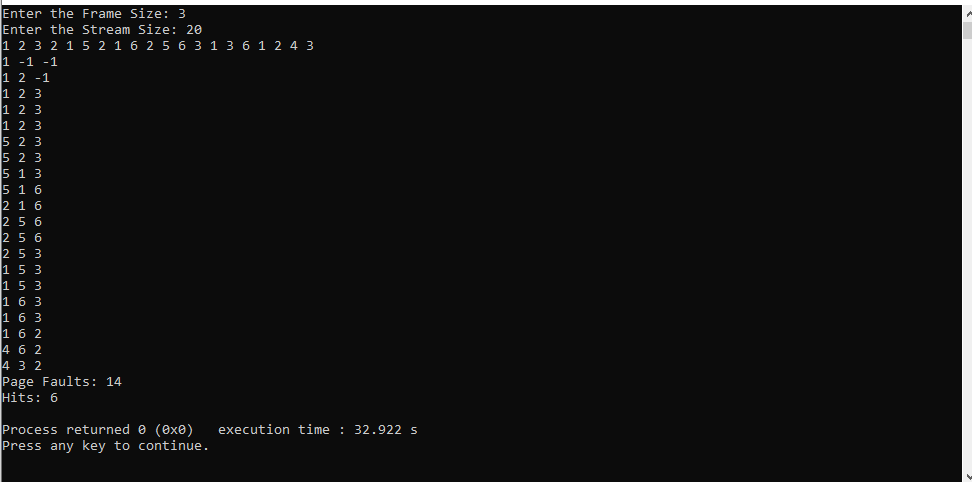 Enter the Frame Size: 3
Enter the Stream Size: 20
1 2 3 2 1 5 2 1 6 2 5 6 3 1 3 6 1 2 4 3
1 -1 -1
1 2 -1
1 2 3
1 2 3
1 2 3
5 2 3
5 2 3
5 1 3
5 1 6
2 1 6
2 5 6
2 5 6
2 5 3
1 5 3
1 5 3
1 6 3
1 6 3
1 6 2
4 6 2
4 3 2
Page Faults: 14
Hits: 6
Process returned 0 (0x0)   execution time : 32.922 s
Press any key to continue.